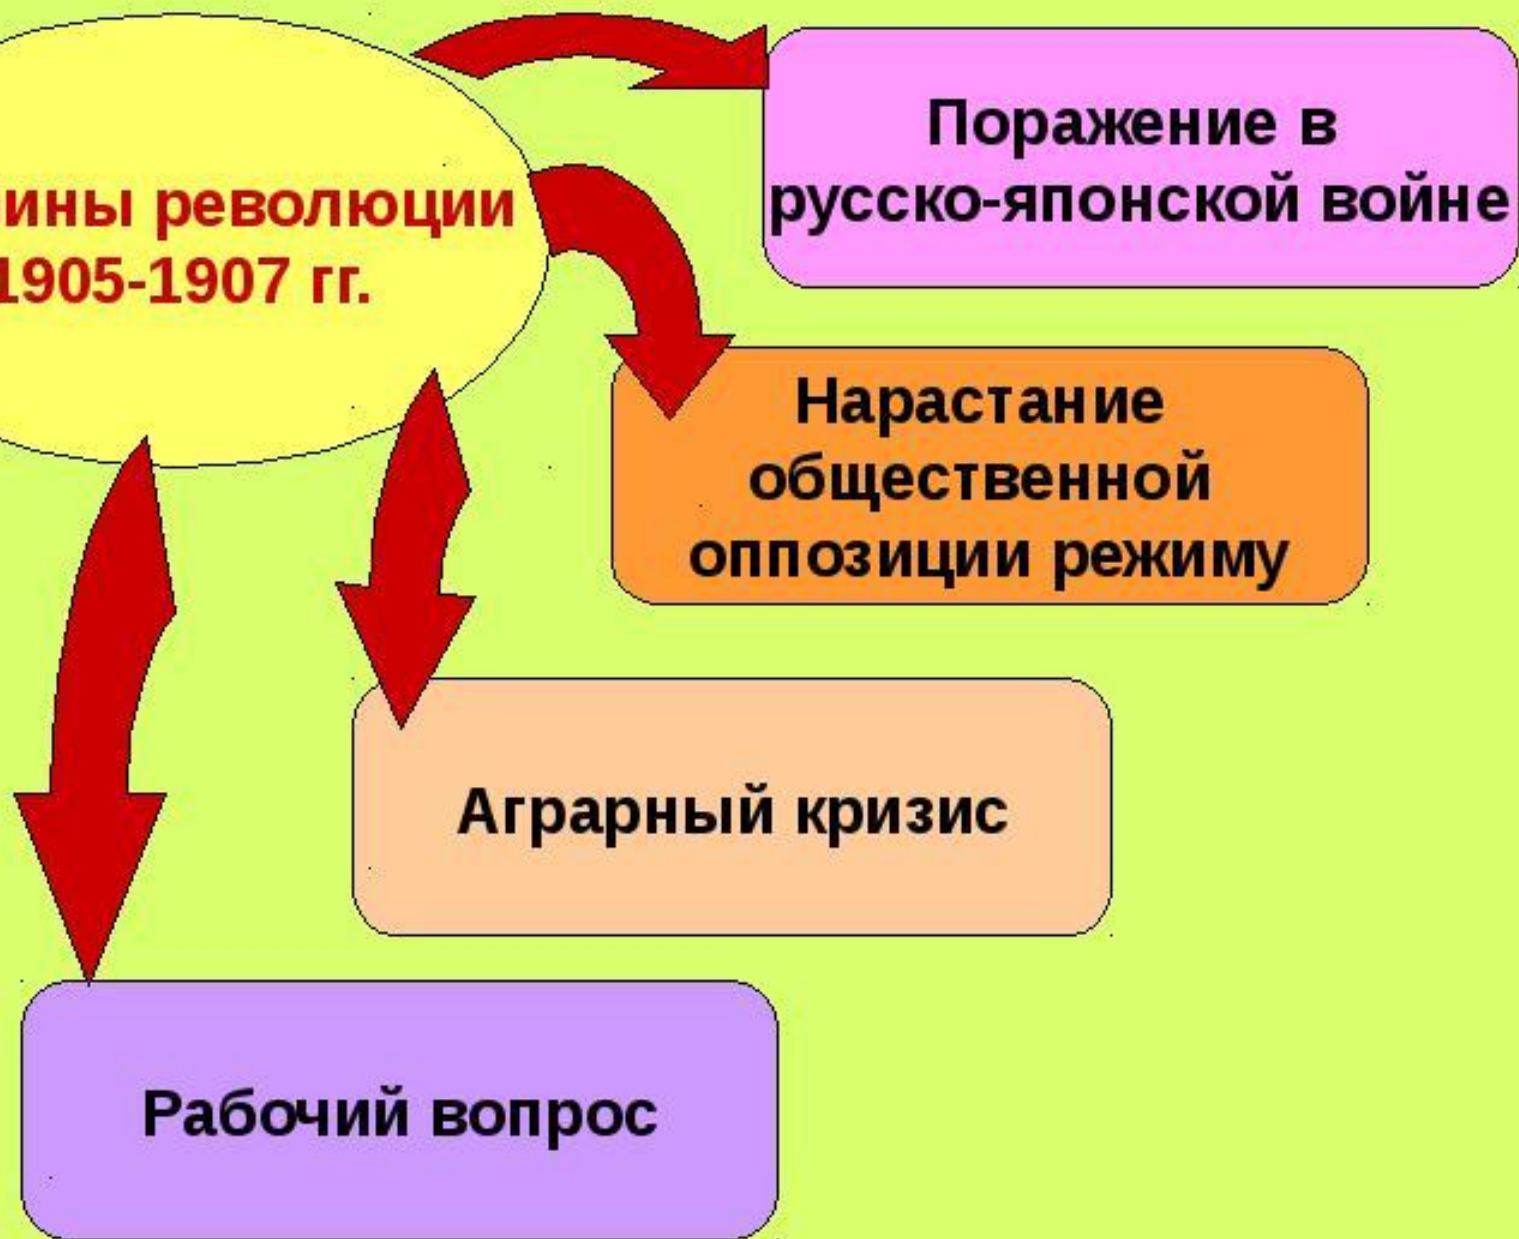 ины революции
1905-1907 гг.
Поражение в
русско-японской войне
Нарастание
общественной
оппозиции режиму
Аграрный кризис
Рабочий вопрос